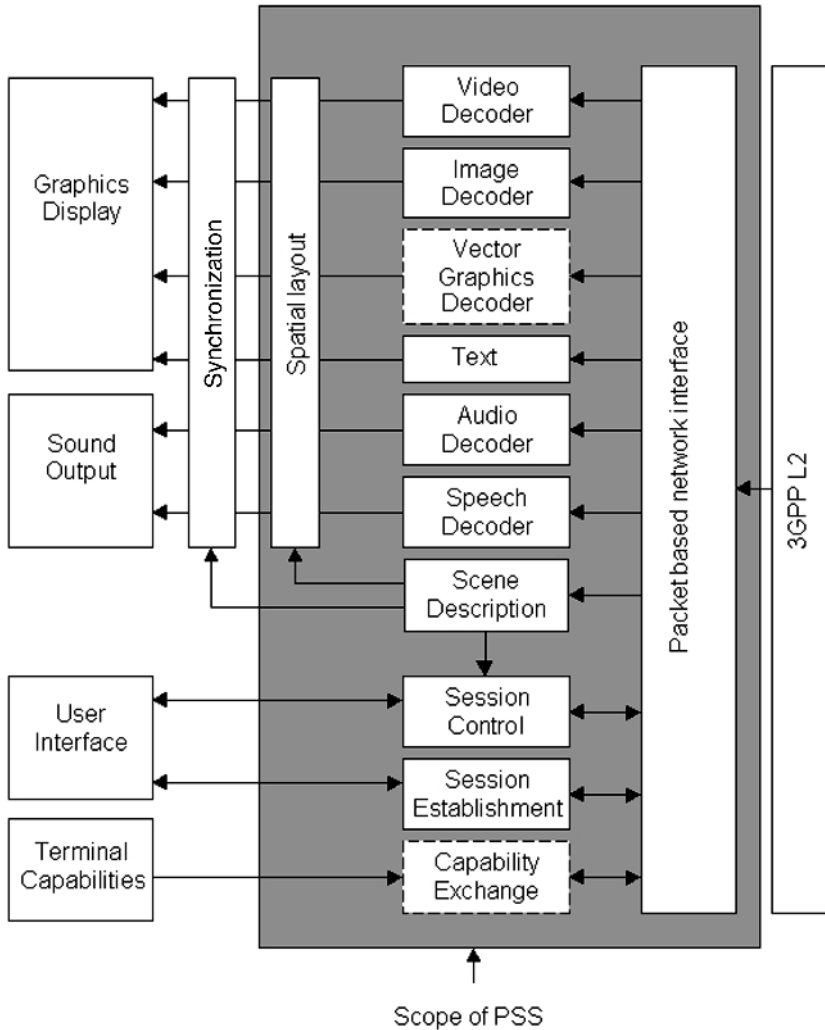 Graphics
Display
Sound
Output
User
Interface
Terminal
Capabilities
Synchronization
Spatial layout
Video
Decoder
Image
Decoder
Vector
Graphics
Decoder
Text
Audio
Decoder
Speech
Decoder
Scene
Description
Session
Control
Session
Establishment
Capability
Exchange
Packet based network interface
3GPP L2
Scope of PSS